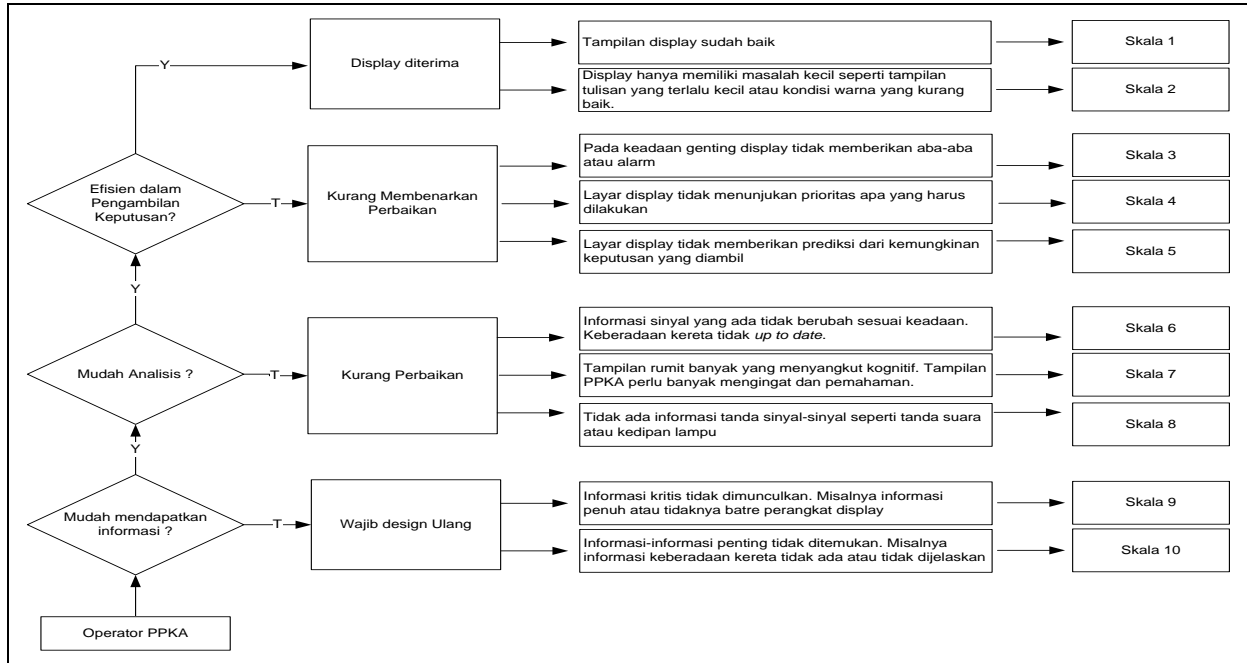 Display diterima
Tampilan display sudah baik
Skala 1
Display hanya memiliki masalah kecil seperti tampilan
tulisan yang terlalu kecil atau kondisi warna yang kurang
baik.
Skala 2
Y
Efisien dalam
Pengambilan
Keputusan?
T
Kurang Membenarkan
Perbaikan
Pada keadaan genting display tidak memberikan aba-aba
atau alarm
Skala 3
Layar display tidak menunjukan prioritas apa yang harus
dilakukan
Skala 4
Layar display tidak memberikan prediksi dari kemungkinan
keputusan yang diambil
Skala 5
Y
Mudah Analisis ?
T
Kurang Perbaikan
Informasi sinyal yang ada tidak berubah sesuai keadaan.
Keberadaan kereta tidak up to date.
Skala 6
Tampilan rumit banyak yang menyangkut kognitif. Tampilan
PPKA perlu banyak mengingat dan pemahaman.
Skala 7
Tidak ada informasi tanda sinyal-sinyal seperti tanda suara
atau kedipan lampu
Skala 8
Y
Mudah mendapatkan
informasi ?
T
Wajib design Ulang
Informasi kritis tidak dimunculkan. Misalnya informasi
penuh atau tidaknya batre perangkat display
Skala 9
Informasi-informasi penting tidak ditemukan. Misalnya
informasi keberadaan kereta tidak ada atau tidak dijelaskan
Skala 10
Operator PPKA